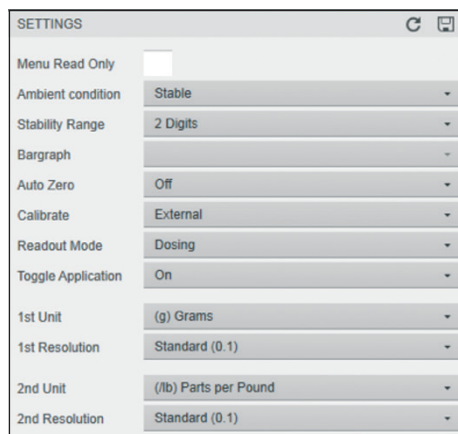 SETTINGS
Menu Read Only
Ambient condition Stable
Stability Range 2 Digits
Bargraph
Auto Zero Off
Calibrate External
Readout Mode Dosing
Toggle Application On
1st Unit (g) Grams
1st Resolution Standard (0.1)
2nd Unit (/lb) Parts per Pound
2nd Resolution Standard (0.1)